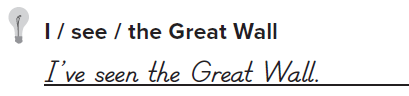 I / see / the Great Wall
I've seen the Great Wall.